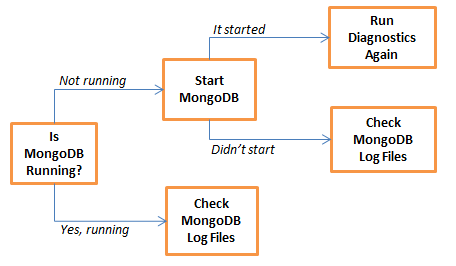 Run
Diagnostics
Again
It started
Not running
Start
MongoDB
Check
MongoDB
Log Files
Didn't start
Is
MongoDB
Running?
Yes, running
Check
MongoDB
Log Files